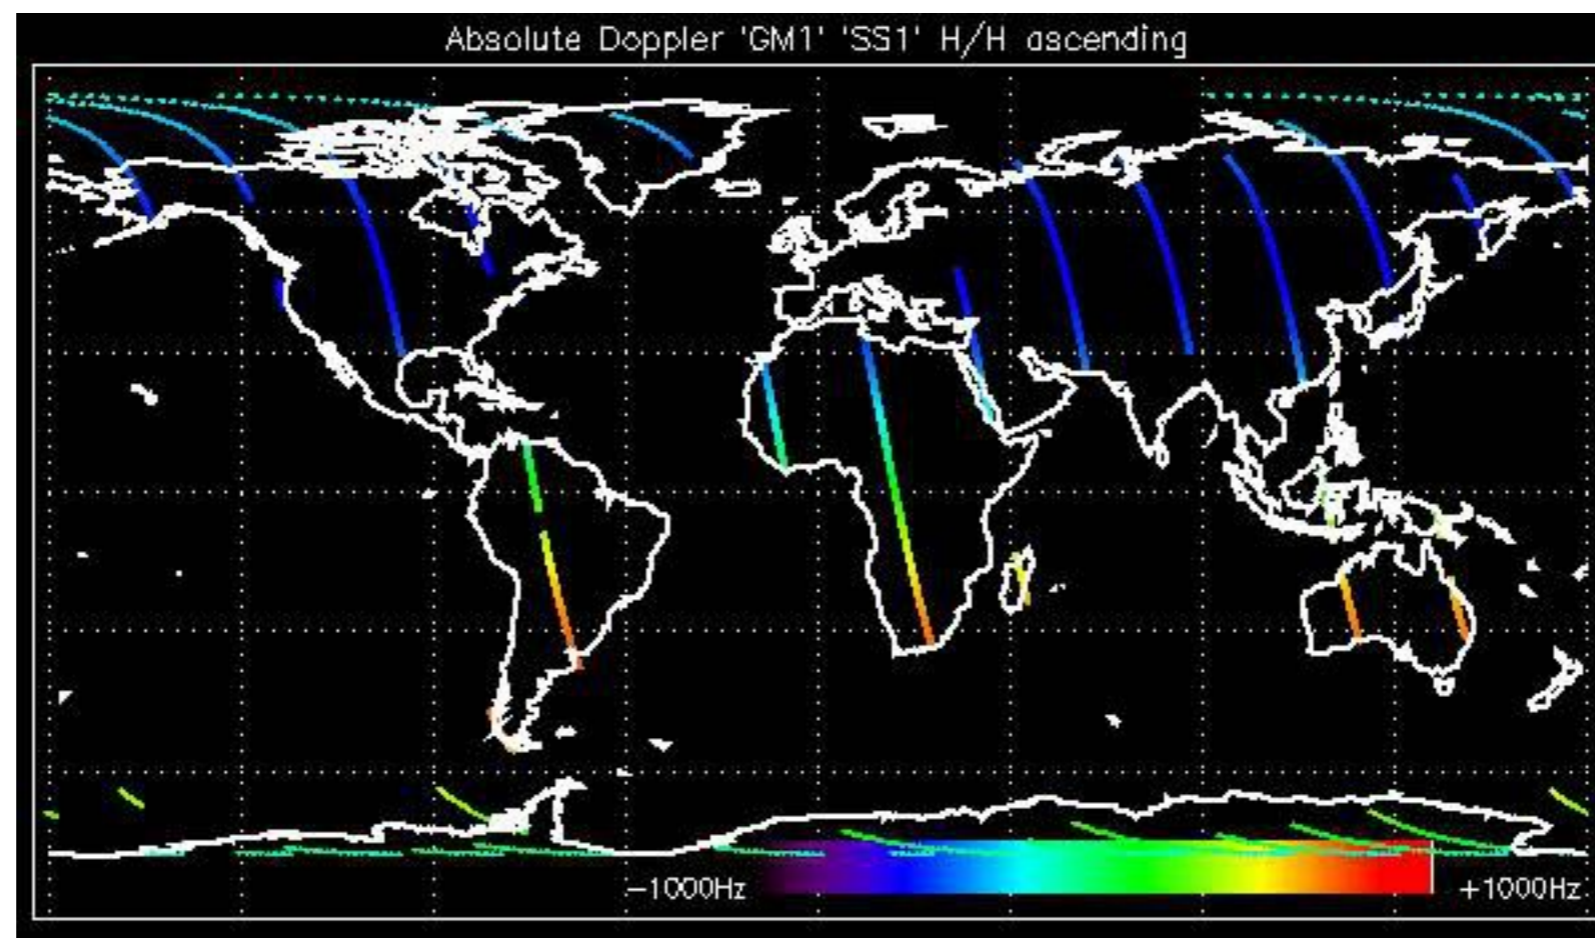 Absolute Doppler 'GM1' 'SS1' H/H ascending
−1000Hz
+1000Hz